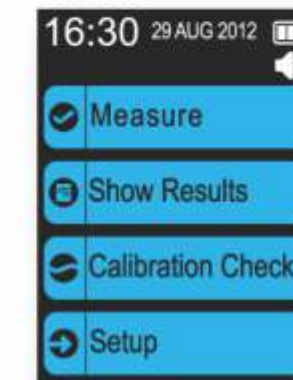 16:30 29 AUG 2012
Measure
Show Results
Calibration Check
Setup